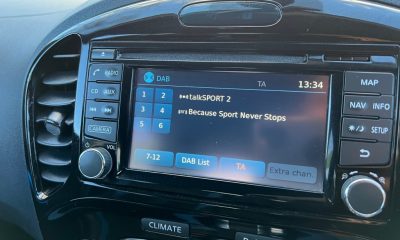 DAB
TA
13:34
1 2
3 4
5 6
talkSPORT 2
Because Sport Never Stops
7-12
DAB List
TA
Extra chan.
RADIO
CD AUX
CAMERA
VOL
MAP
NAV INFO
SETUP
CLIMATE